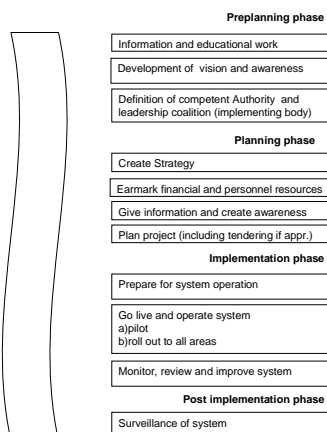 Preplanning phase
Information and educational work
Development of vision and awareness
Definition of competent Authority and
leadership coalition (implementing body)
Planning phase
Create Strategy
Earmark financial and personnel resources
Give information and create awareness
Plan project (including tendering if appr.)
Implementation phase
Prepare for system operation
Go live and operate system
a)pilot
b)roll out to all areas
Monitor, review and improve system
Post implementation phase
Surveillance of system